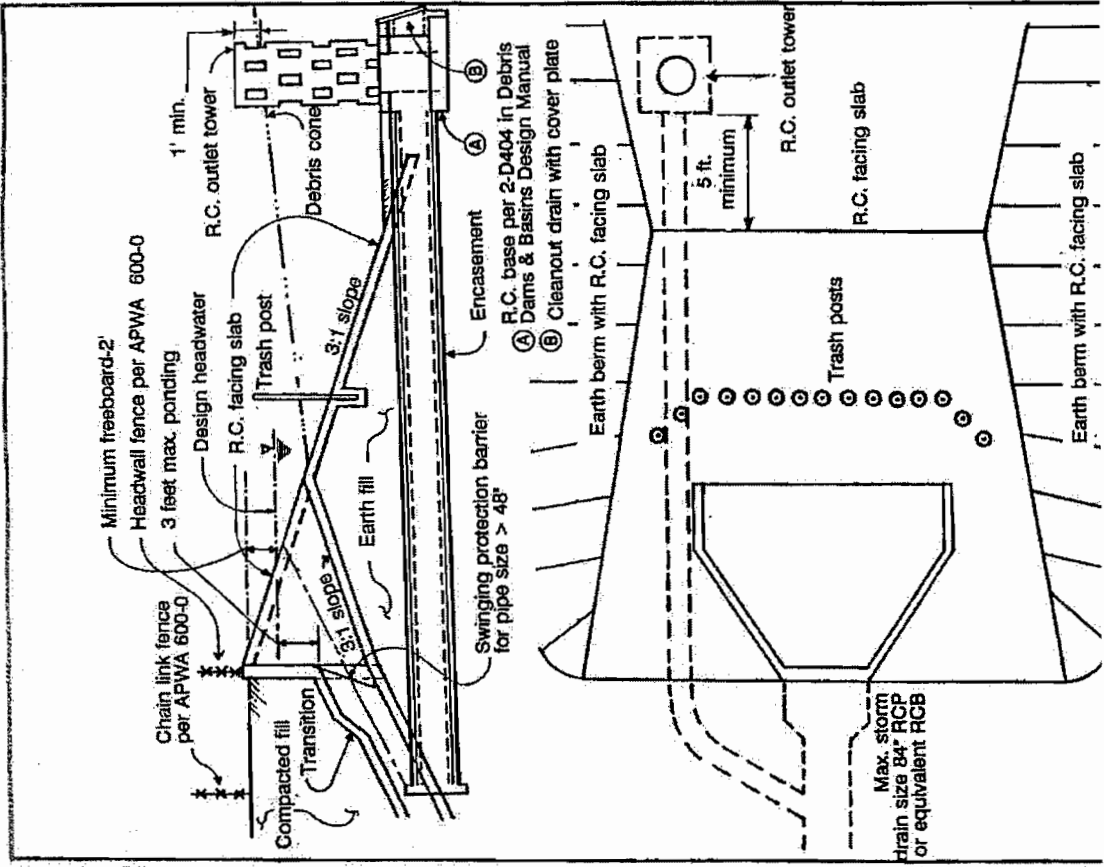 Chain link fence
per APWA 600-0
Minimum freeboard-2'
Headwall fence per APWA 600-0
3 feet max. ponding
Design headwater
R.C. facing slab
Trash post
1' min.
R.C. outlet tower
Debris cone
Compacted fill
Transition
3:1 slope
3:1 slope
Earth fill
Swinging protection barrier
for pipe size > 48"
Encasement
A
B
A R.C. base per 2-D404 in Debris
Dams & Basins Design Manual
B Cleanout drain with cover plate
Earth berm with R.C. facing slab
Trash posts
5 ft.
minimum
R.C. outlet tower
R.C. facing slab
Max. storm
drain size 84" RCP
or equivalent RCB
Earth berm with R.C. facing slab